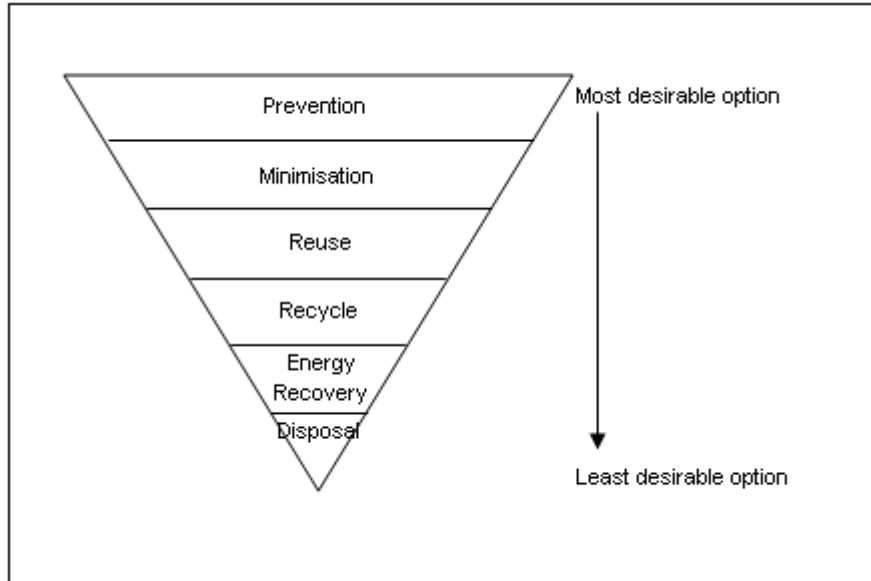 Prevention
Most desirable option
Minimisation
Reuse
Recycle
Energy
Recovery
Disposal
Least desirable option